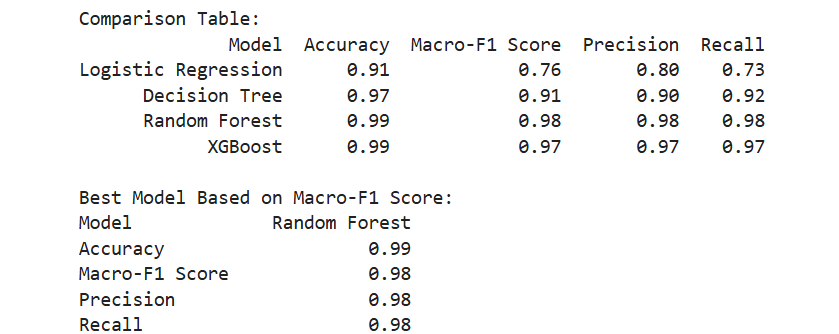 Comparison Table:
Model Accuracy Macro-F1 Score Precision Recall
Logistic Regression 0.91 0.76 0.80 0.73
Decision Tree 0.97 0.91 0.90 0.92
Random Forest 0.99 0.98 0.98 0.98
XGBoost 0.99 0.97 0.97 0.97
Best Model Based on Macro-F1 Score:
Model Random Forest
Accuracy 0.99
Macro-F1 Score 0.98
Precision 0.98
Recall 0.98